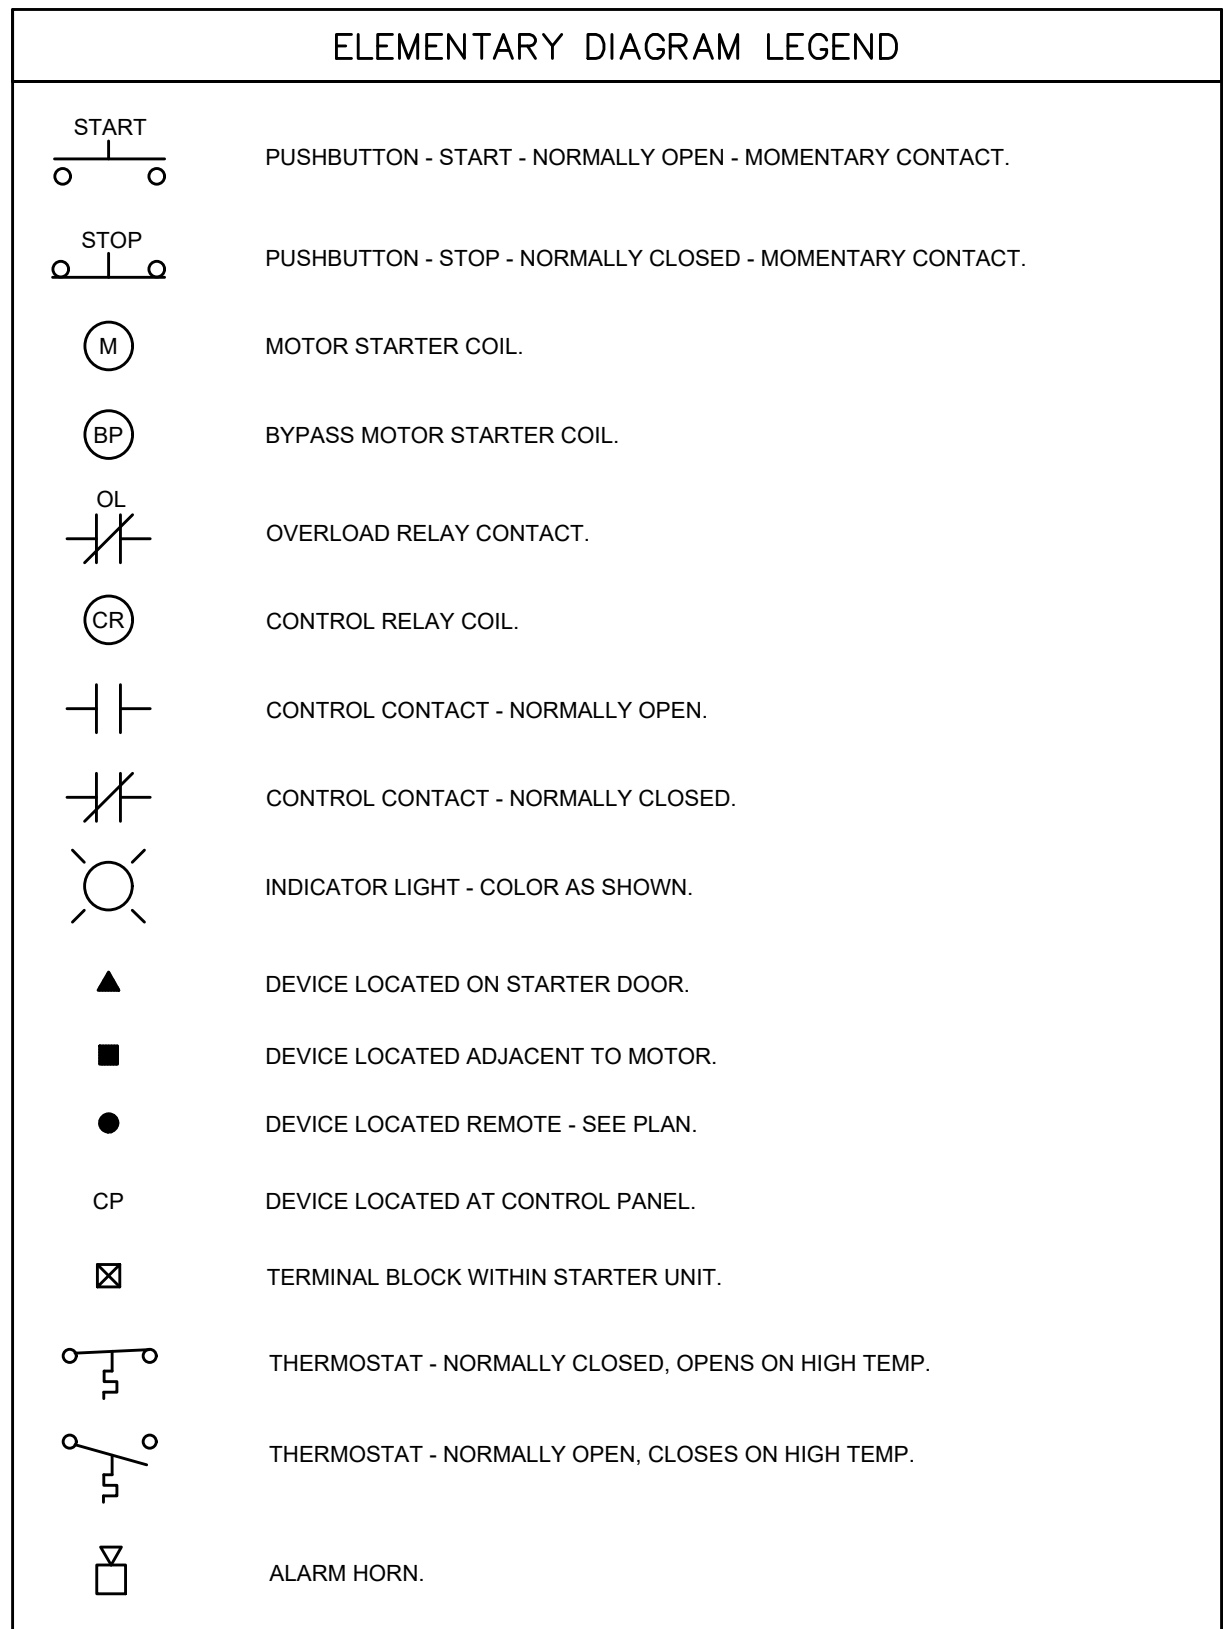 ELEMENTARY DIAGRAM LEGEND
START
PUSHBUTTON - START - NORMALLY OPEN - MOMENTARY CONTACT.
STOP
PUSHBUTTON - STOP - NORMALLY CLOSED - MOMENTARY CONTACT.
M MOTOR STARTER COIL.
BP BYPASS MOTOR STARTER COIL.
OL
OVERLOAD RELAY CONTACT.
CR CONTROL RELAY COIL.
CONTROL CONTACT - NORMALLY OPEN.
CONTROL CONTACT - NORMALLY CLOSED.
INDICATOR LIGHT - COLOR AS SHOWN.
DEVICE LOCATED ON STARTER DOOR.
DEVICE LOCATED ADJACENT TO MOTOR.
DEVICE LOCATED REMOTE - SEE PLAN.
CP DEVICE LOCATED AT CONTROL PANEL.
TERMINAL BLOCK WITHIN STARTER UNIT.
THERMOSTAT - NORMALLY CLOSED, OPENS ON HIGH TEMP.
THERMOSTAT - NORMALLY OPEN, CLOSES ON HIGH TEMP.
ALARM HORN.